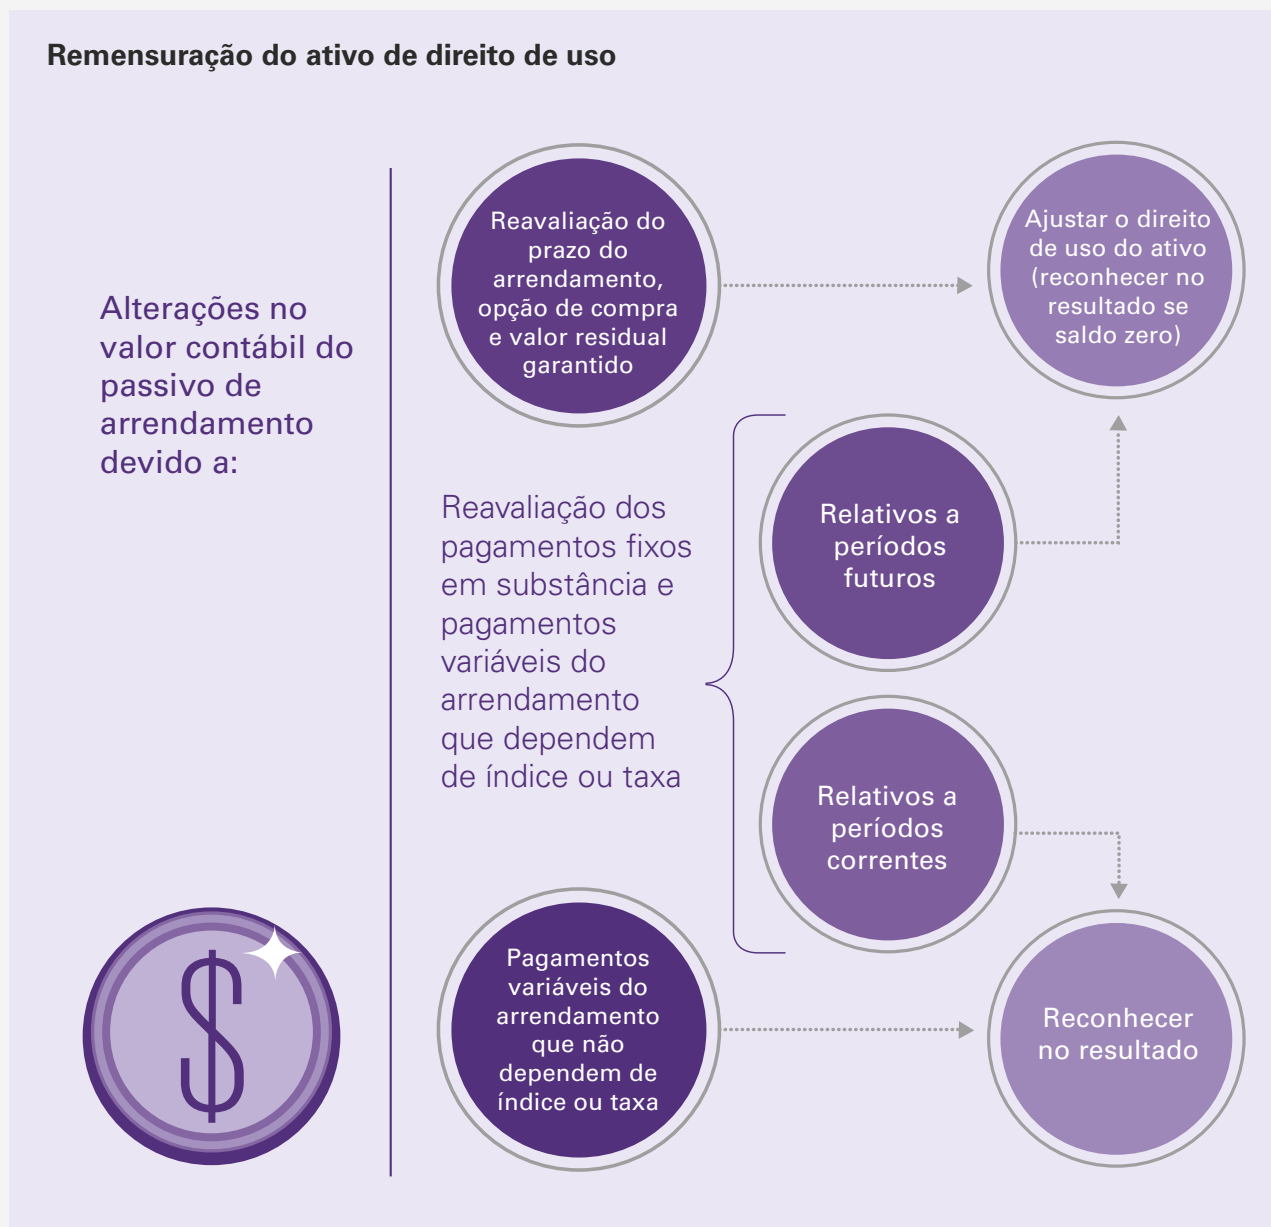 Remensuração do ativo de direito de uso
Alterações no
valor contábil do
passivo de
arrendamento
devido a:
Reavaliação do
prazo do
arrendamento,
opção de compra
e valor residual
garantido
Ajustar o direito
de uso do ativo
(reconhecer no
resultado se
saldo zero)
Reavaliação dos
pagamentos fixos
em substância e
pagamentos
variáveis do
arrendamento
que dependem
de índice ou taxa
Relativos a
períodos
futuros
Relativos a
períodos
correntes
Pagamentos
variáveis do
arrendamento
que não
dependem de
índice ou taxa
Reconhecer
no resultado